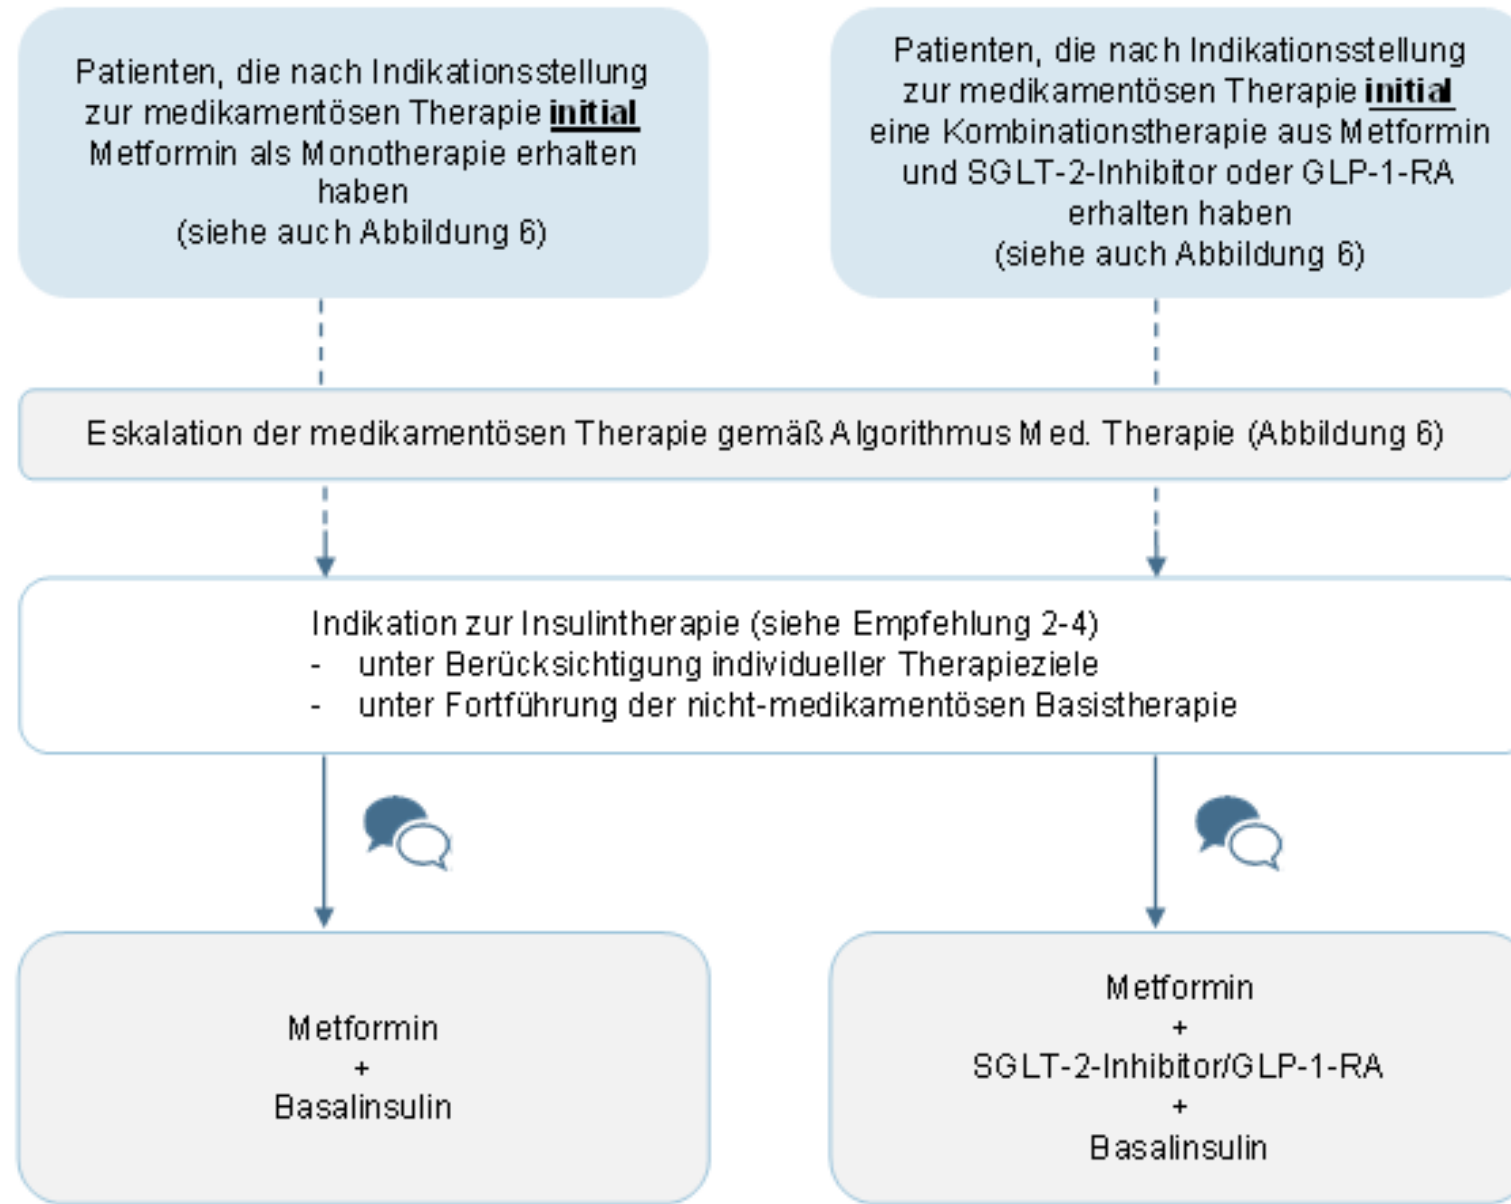 Patienten, die nach Indikationsstellung
zur medikamentösen Therapie initial
Metformin als Monotherapie erhalten
haben
(siehe auch Abbildung 6)
Patienten, die nach Indikationsstellung
zur medikamentösen Therapie initial
eine Kombinationstherapie aus Metformin
und SGLT-2-Inhibitor oder GLP-1-RA
erhalten haben
(siehe auch Abbildung 6)
Eskalation der medikamentösen Therapie gemäß Algorithmus Med. Therapie (Abbildung 6)
Indikation zur Insulintherapie (siehe Empfehlung 2-4)
- unter Berücksichtigung individueller Therapieziele
- unter Fortführung der nicht-medikamentösen Basistherapie
Metformin
+
Basalinsulin
Metformin
+
SGLT-2-Inhibitor/GLP-1-RA
+
Basalinsulin